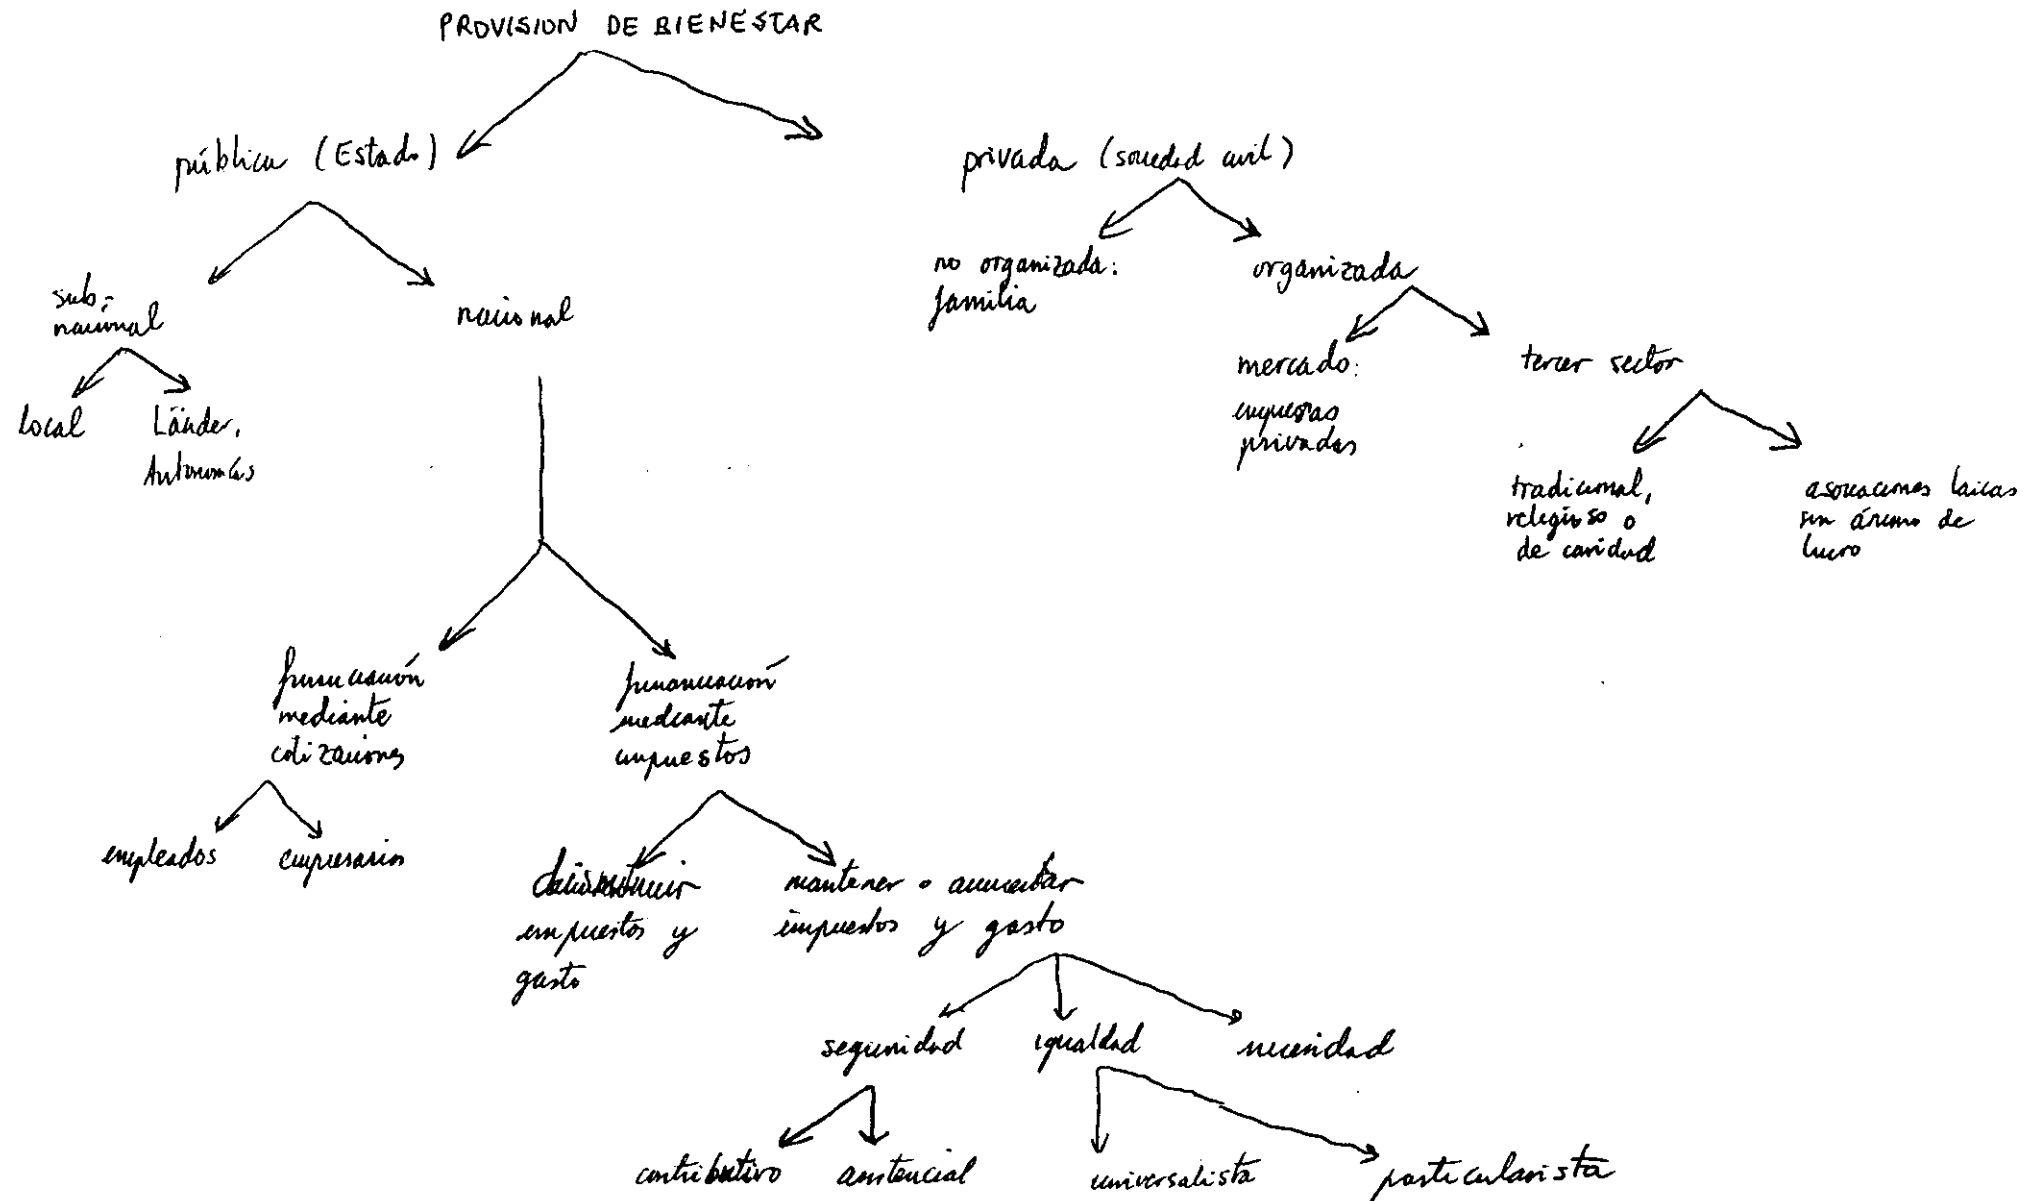 PROVISION DE BIENESTAR
pública (Estado)
privada (sociedad civil)
no organizada:
familia
organizada
sub-
nacional
nacional
mercado:
empresas
privadas
tercer sector
local
Länder,
Autonomías
tradicional,
religioso o
de caridad
asociaciones laicas
sin ánimo de
lucro
financiación
mediante
cotizaciones
financiación
mediante
impuestos
empleados
empresarios
disminuir
impuestos y
gasto
mantener o aumentar
impuestos y gasto
seguridad
igualdad
necesidad
contributivo
asistencial
universalista
particularista